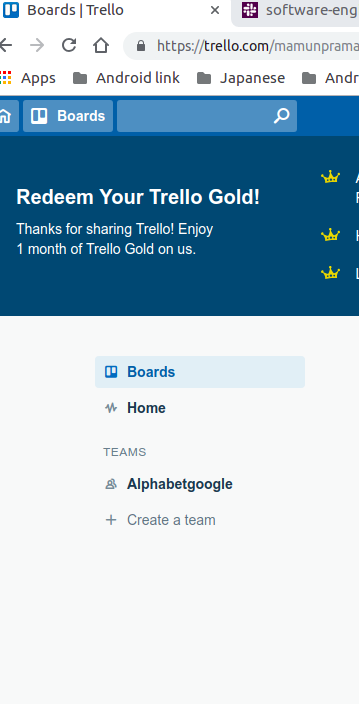 Boards | Trello
software-eng
https://trello.com/mamunprama
Apps
Android link
Japanese
Andr
Boards
Redeem Your Trello Gold!
Thanks for sharing Trello! Enjoy
1 month of Trello Gold on us.
Boards
Home
TEAMS
Alphabetgoogle
Create a team